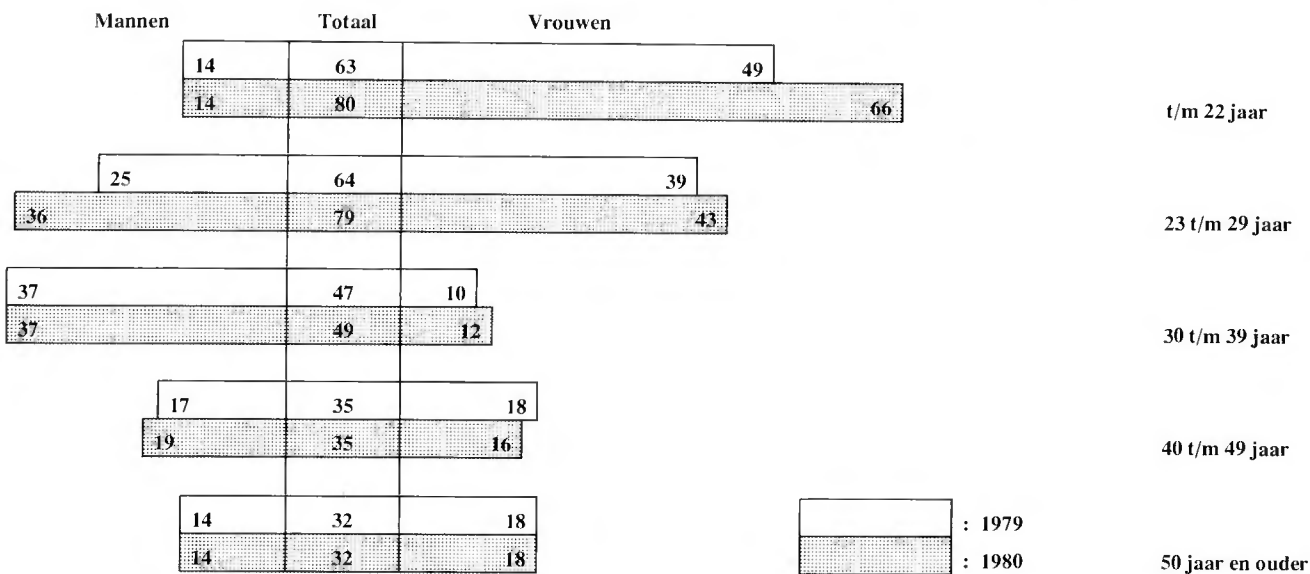 Mannen Totaal Vrouwen
14 63 49
14 80 66
t/m 22 jaar
25 64 39
36 79 43
23 t/m 29 jaar
37 47 10
37 49 12
30 t/m 39 jaar
17 35 18
19 35 16
40 t/m 49 jaar
14 32 18
: 1979
14 32 18
: 1980
50 jaar en ouder